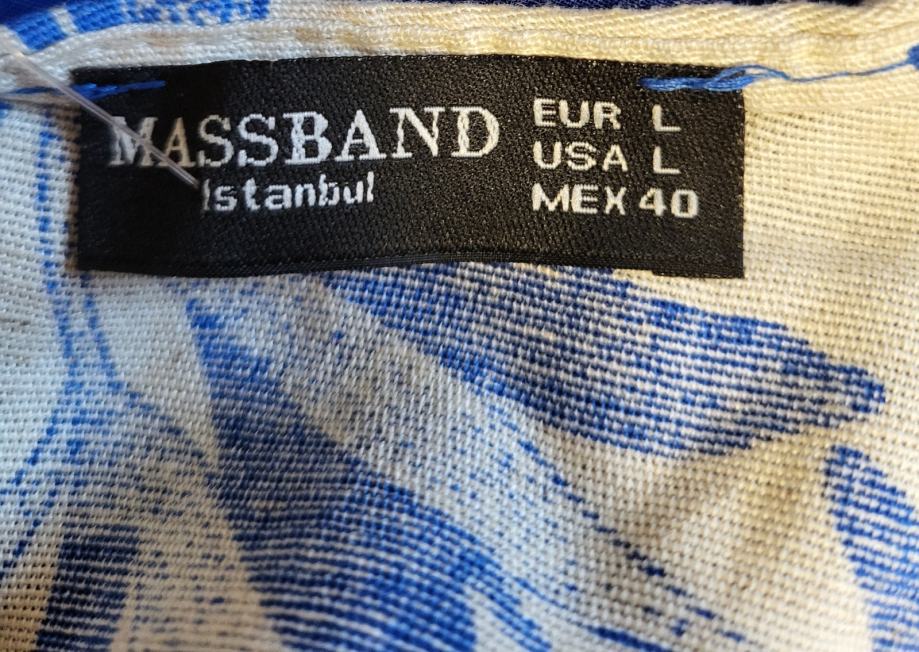 MASSBAND
Istanbul
EUR L
USA L
MEX 40